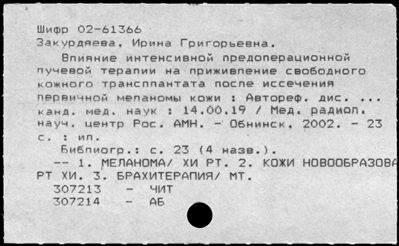 Шифр 02-61366
Закурдяева, Ирина Григорьевна.
Влияние интенсивной предоперационной
лучевой терапии на приживление свободного
кожного трансплантата после иссечения
первичной меланомы кожи : Автореф. дис. ...
канд. мед. наук : 14.00.19 / Мед. радиол.
науч. центр Рос. АМН. - Обнинск, 2002. - 23
с. : ил.
Библиогр.: с. 23 (4 назв.).
-- 1. МЕЛАНОМА/ ХИ РТ. 2. КОЖИ НОВООБРАЗОВА
РТ ХИ. 3. БРАХИТЕРАПИЯ/ МТ.
307213 - ЧИТ
307214 - АБ